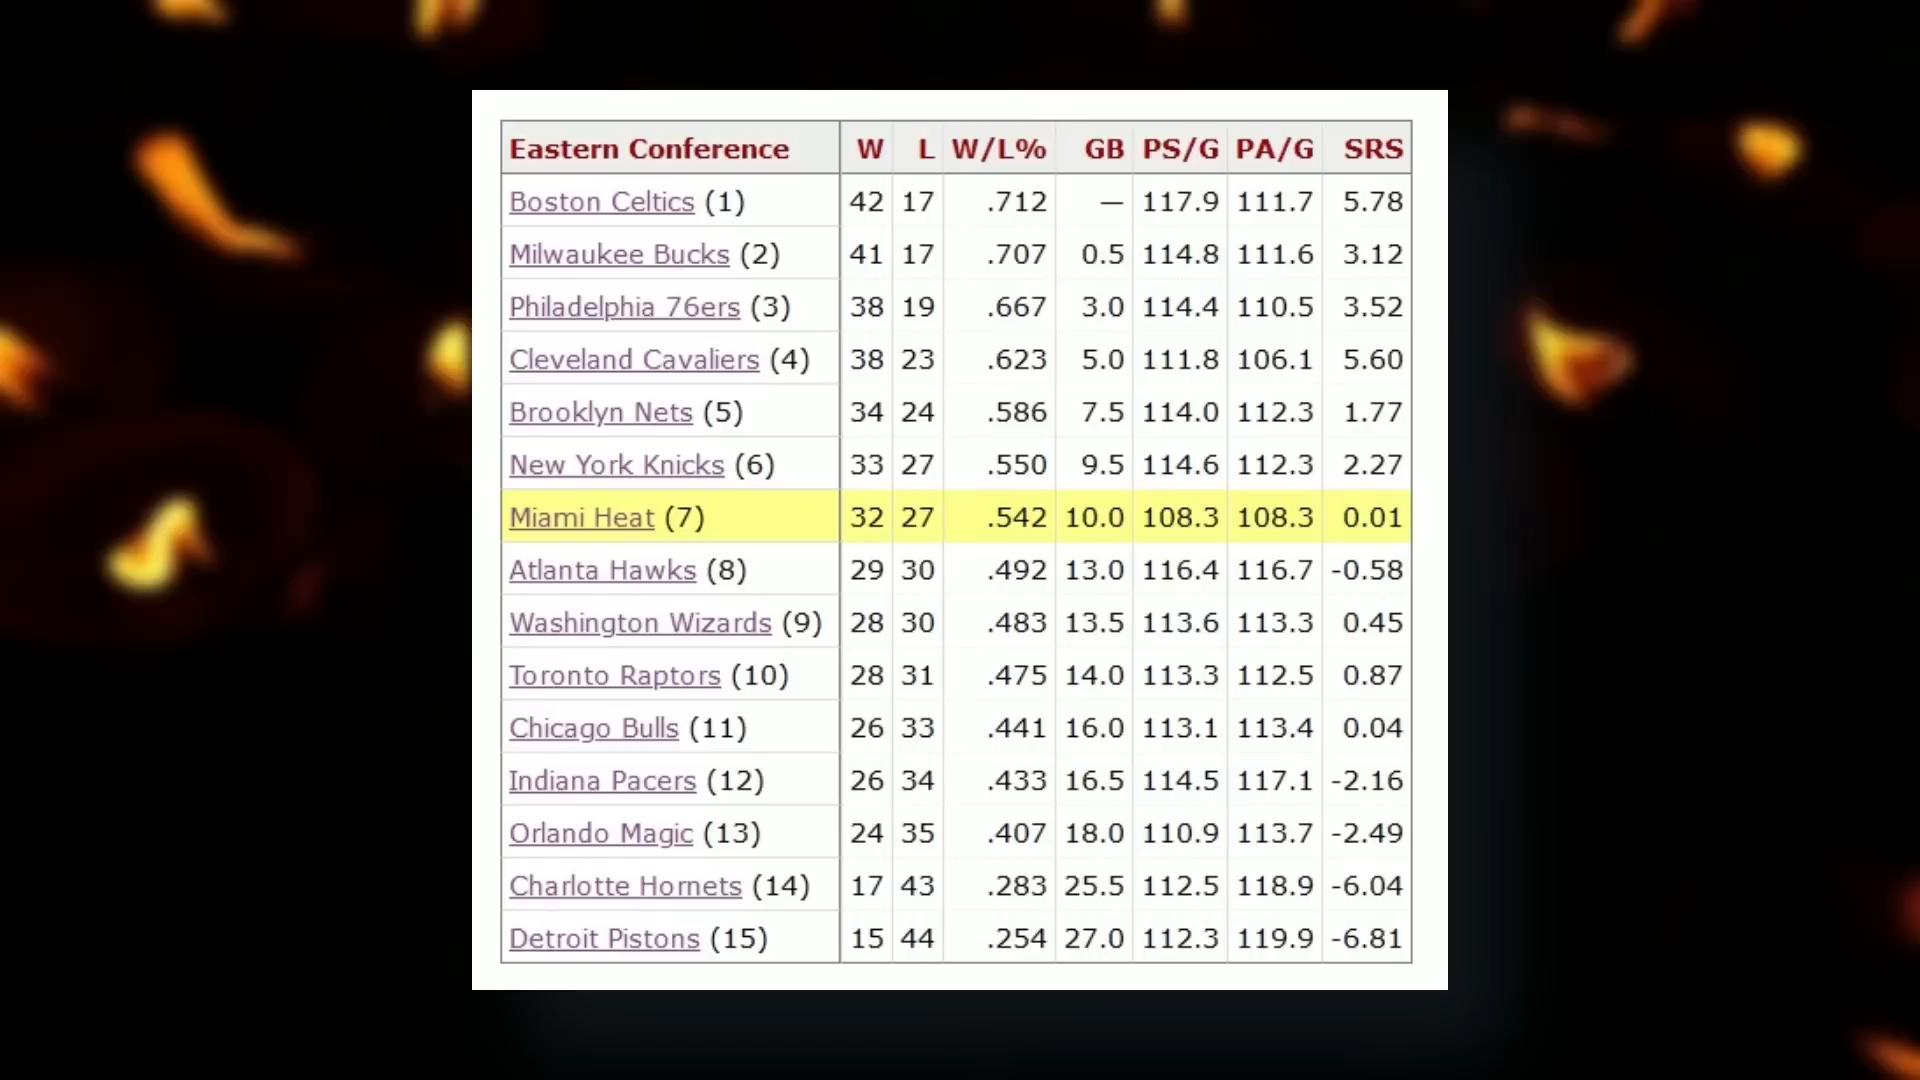 Eastern Conference W L W/L% GB PS/G PA/G SRS
Boston Celtics (1) 42 17 .712 — 117.9 111.7 5.78
Milwaukee Bucks (2) 41 17 .707 0.5 114.8 111.6 3.12
Philadelphia 76ers (3) 38 19 .667 3.0 114.4 110.5 3.52
Cleveland Cavaliers (4) 38 23 .623 5.0 111.8 106.1 5.60
Brooklyn Nets (5) 34 24 .586 7.5 114.0 112.3 1.77
New York Knicks (6) 33 27 .550 9.5 114.6 112.3 2.27
Miami Heat (7) 32 27 .542 10.0 108.3 108.3 0.01
Atlanta Hawks (8) 29 30 .492 13.0 116.4 116.7 -0.58
Washington Wizards (9) 28 30 .483 13.5 113.6 113.3 0.45
Toronto Raptors (10) 28 31 .475 14.0 113.3 112.5 0.87
Chicago Bulls (11) 26 33 .441 16.0 113.1 113.4 0.04
Indiana Pacers (12) 26 34 .433 16.5 114.5 117.1 -2.16
Orlando Magic (13) 24 35 .407 18.0 110.9 113.7 -2.49
Charlotte Hornets (14) 17 43 .283 25.5 112.5 118.9 -6.04
Detroit Pistons (15) 15 44 .254 27.0 112.3 119.9 -6.81